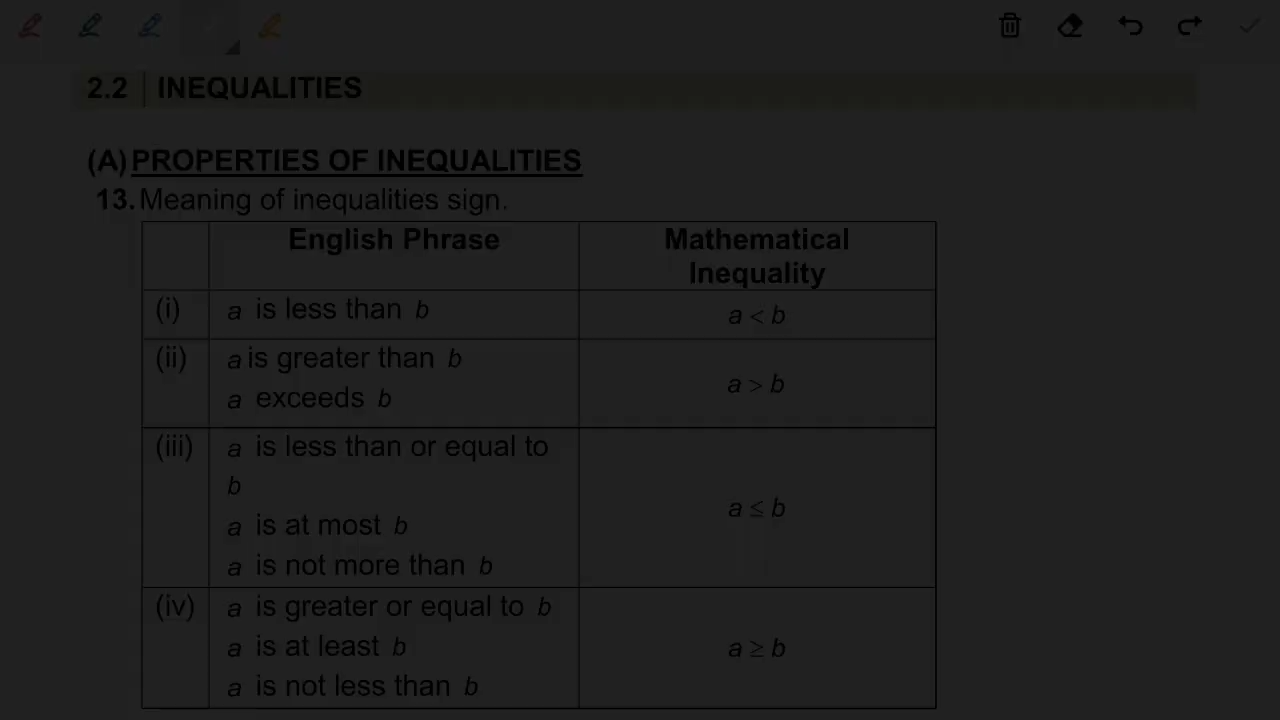 2.2 INEQUALITIES
(A) PROPERTIES OF INEQUALITIES
13. Meaning of inequalities sign.
English Phrase Mathematical
Inequality
(i) a is less than b a < b
(ii) a is greater than b
a exceeds b a > b
(iii) a is less than or equal to
b
a is at most b a ≤ b
a is not more than b
(iv) a is greater or equal to b
a is at least b a ≥ b
a is not less than b